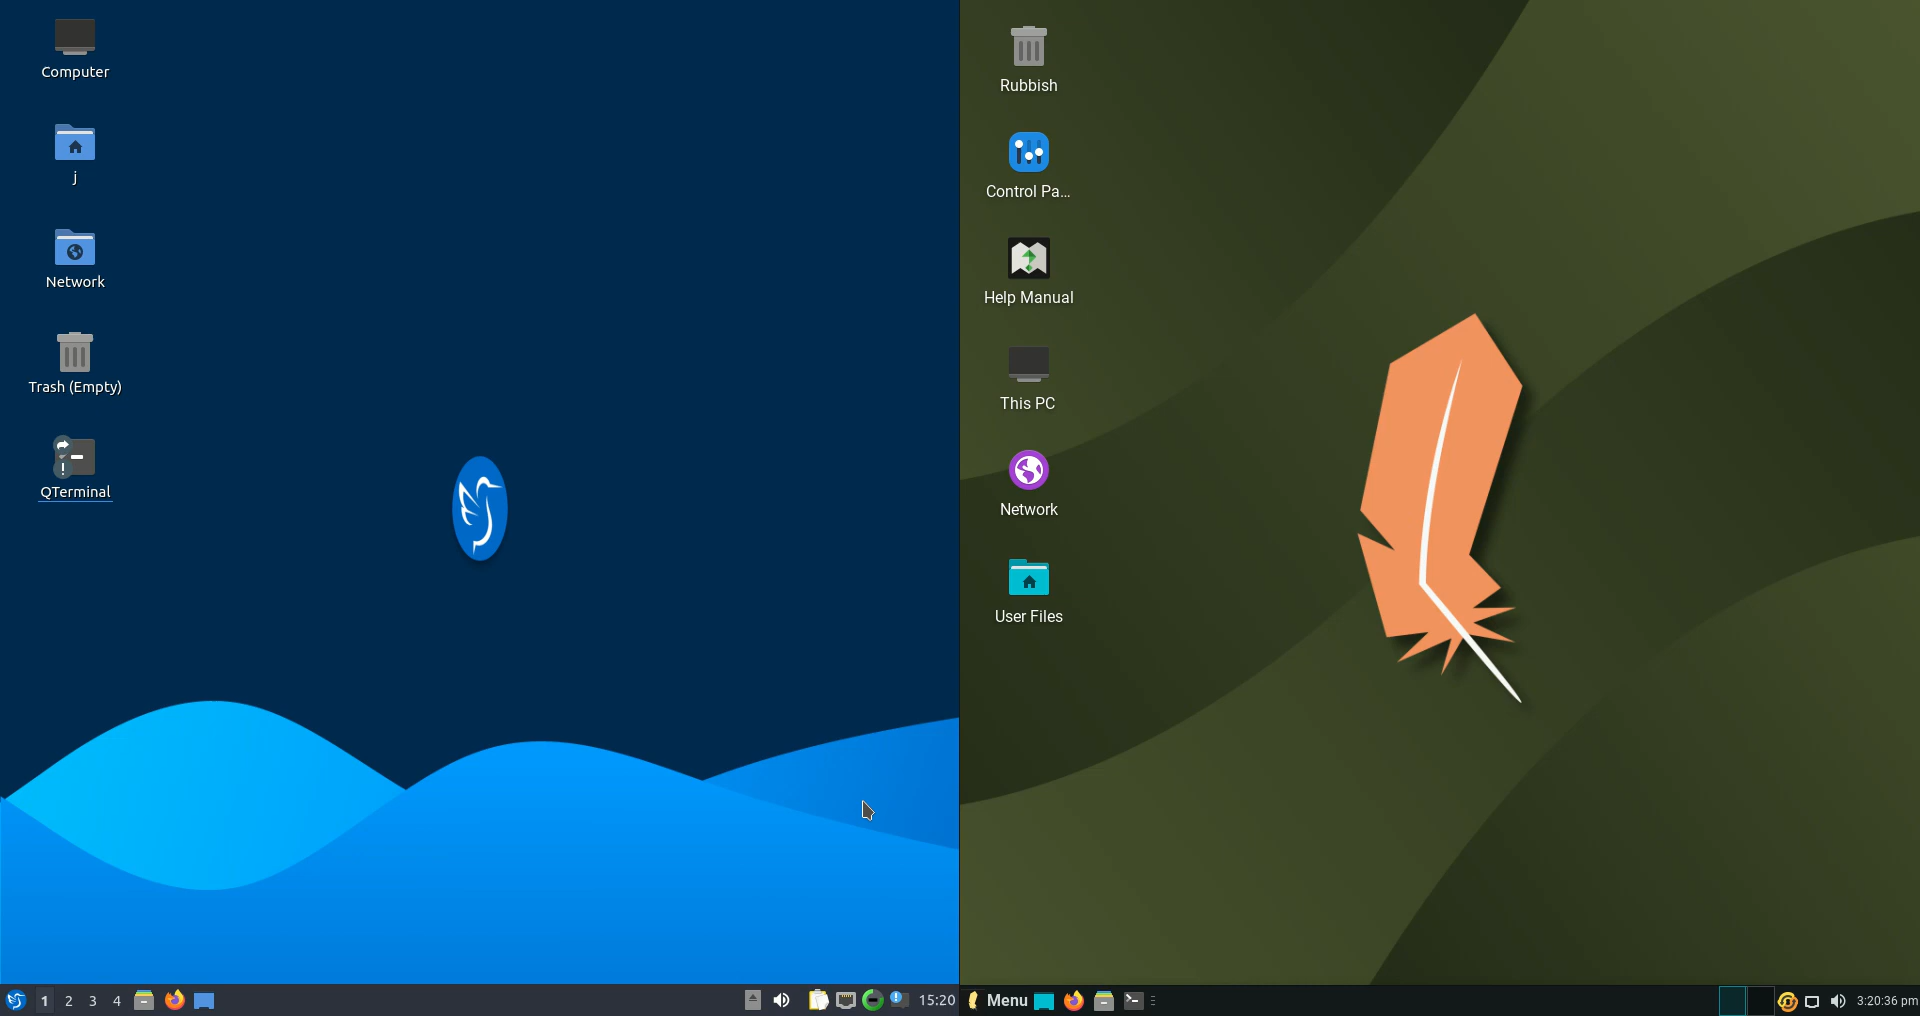 Computer
j
Network
Trash (Empty)
QTerminal
1 2 3 4
15:20
Rubbish
Control Pa...
Help Manual
This PC
Network
User Files
Menu
3:20:36 pm